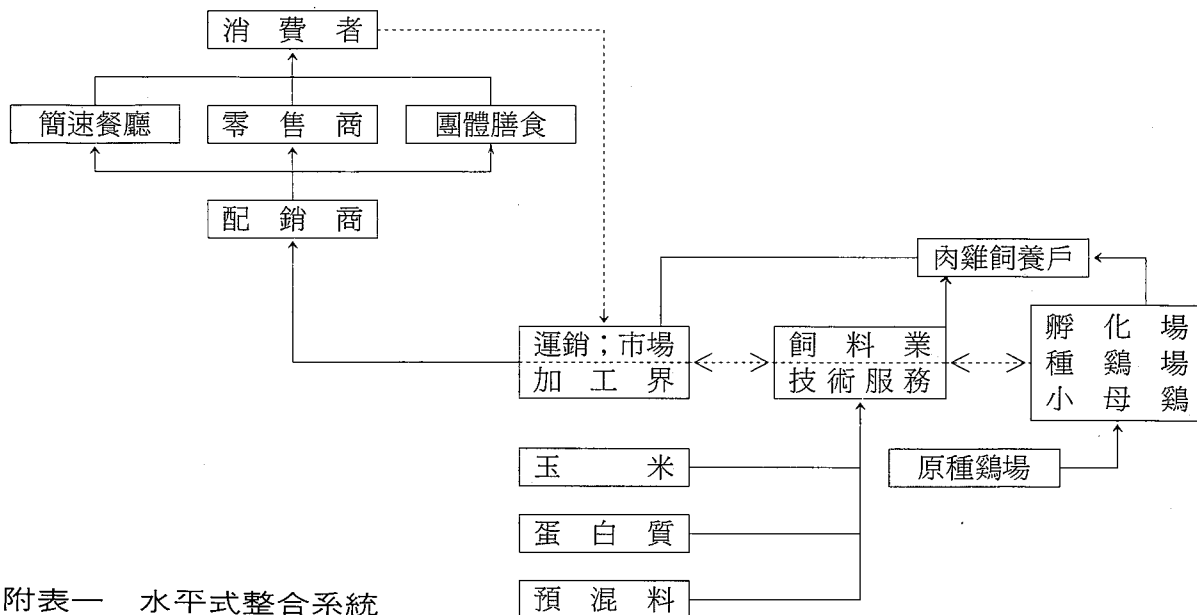 消費者
簡速餐廳
零售商
團體膳食
配銷商
肉雞飼養戶
運銷；市場
加工界
飼料業
技術服務
孵化場
種鷄場
小母鷄
玉米
原種鷄場
蛋白質
預混料
附表一　水平式整合系統